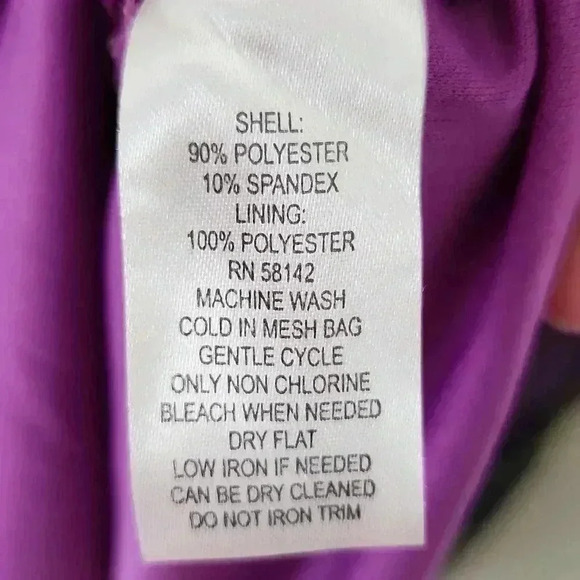 SHELL:
90% POLYESTER
10% SPANDEX
LINING:
100% POLYESTER
RN 58142
MACHINE WASH
COLD IN MESH BAG
GENTLE CYCLE
ONLY NON CHLORINE
BLEACH WHEN NEEDED
DRY FLAT
LOW IRON IF NEEDED
CAN BE DRY CLEANED
DO NOT IRON TRIM